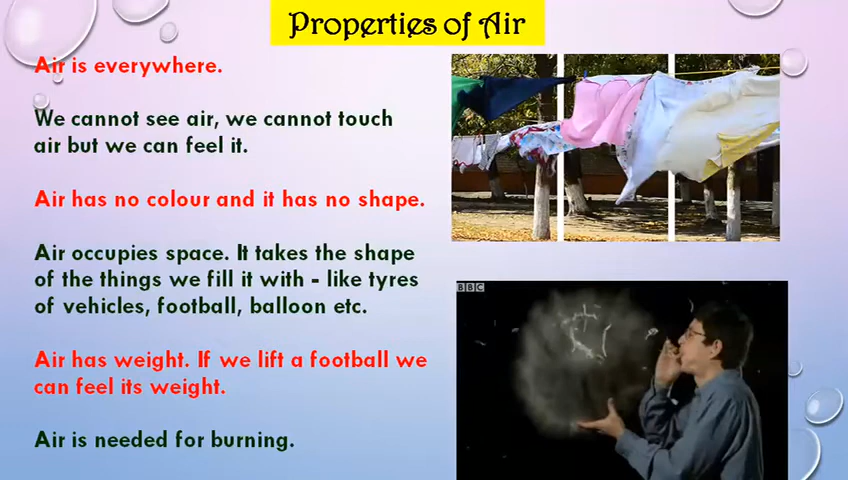 Properties of Air
Air is everywhere.
We cannot see air, we cannot touch
air but we can feel it.
Air has no colour and it has no shape.
Air occupies space. It takes the shape
of the things we fill it with - like tyres
of vehicles, football, balloon etc.
Air has weight. If we lift a football we
can feel its weight.
Air is needed for burning.
BBC